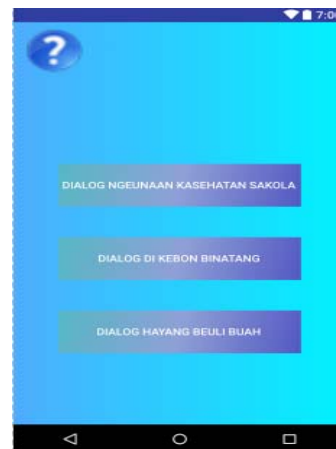 7:00
?
DIALOG NGEUNAAN KASEHATAN SAKOLA
DIALOG DI KEBON BINATANG
DIALOG HAYANG BEULI BUAH